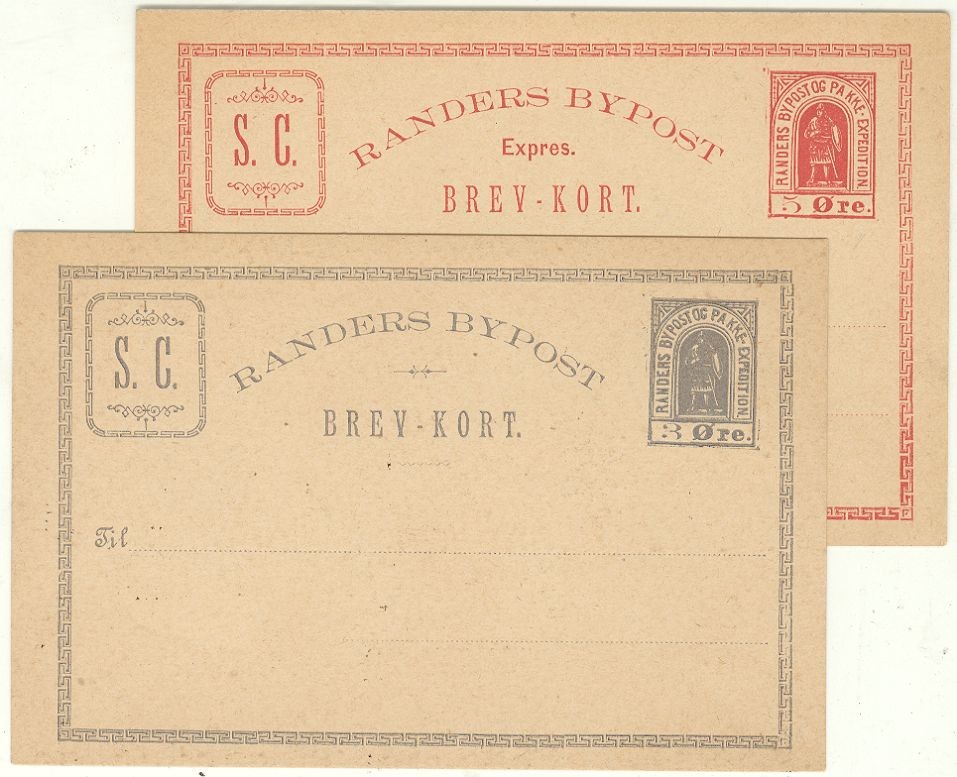 S. C.
RANDERS BYPOST
Expres.
BREV-KORT.
RANDERS BYPOST OG PAKKE-EXPEDITION
5 Øre.
S. C.
RANDERS BYPOST
BREV-KORT.
RANDERS BYPOST OG PAKKE-EXPEDITION
3 Øre.
Til